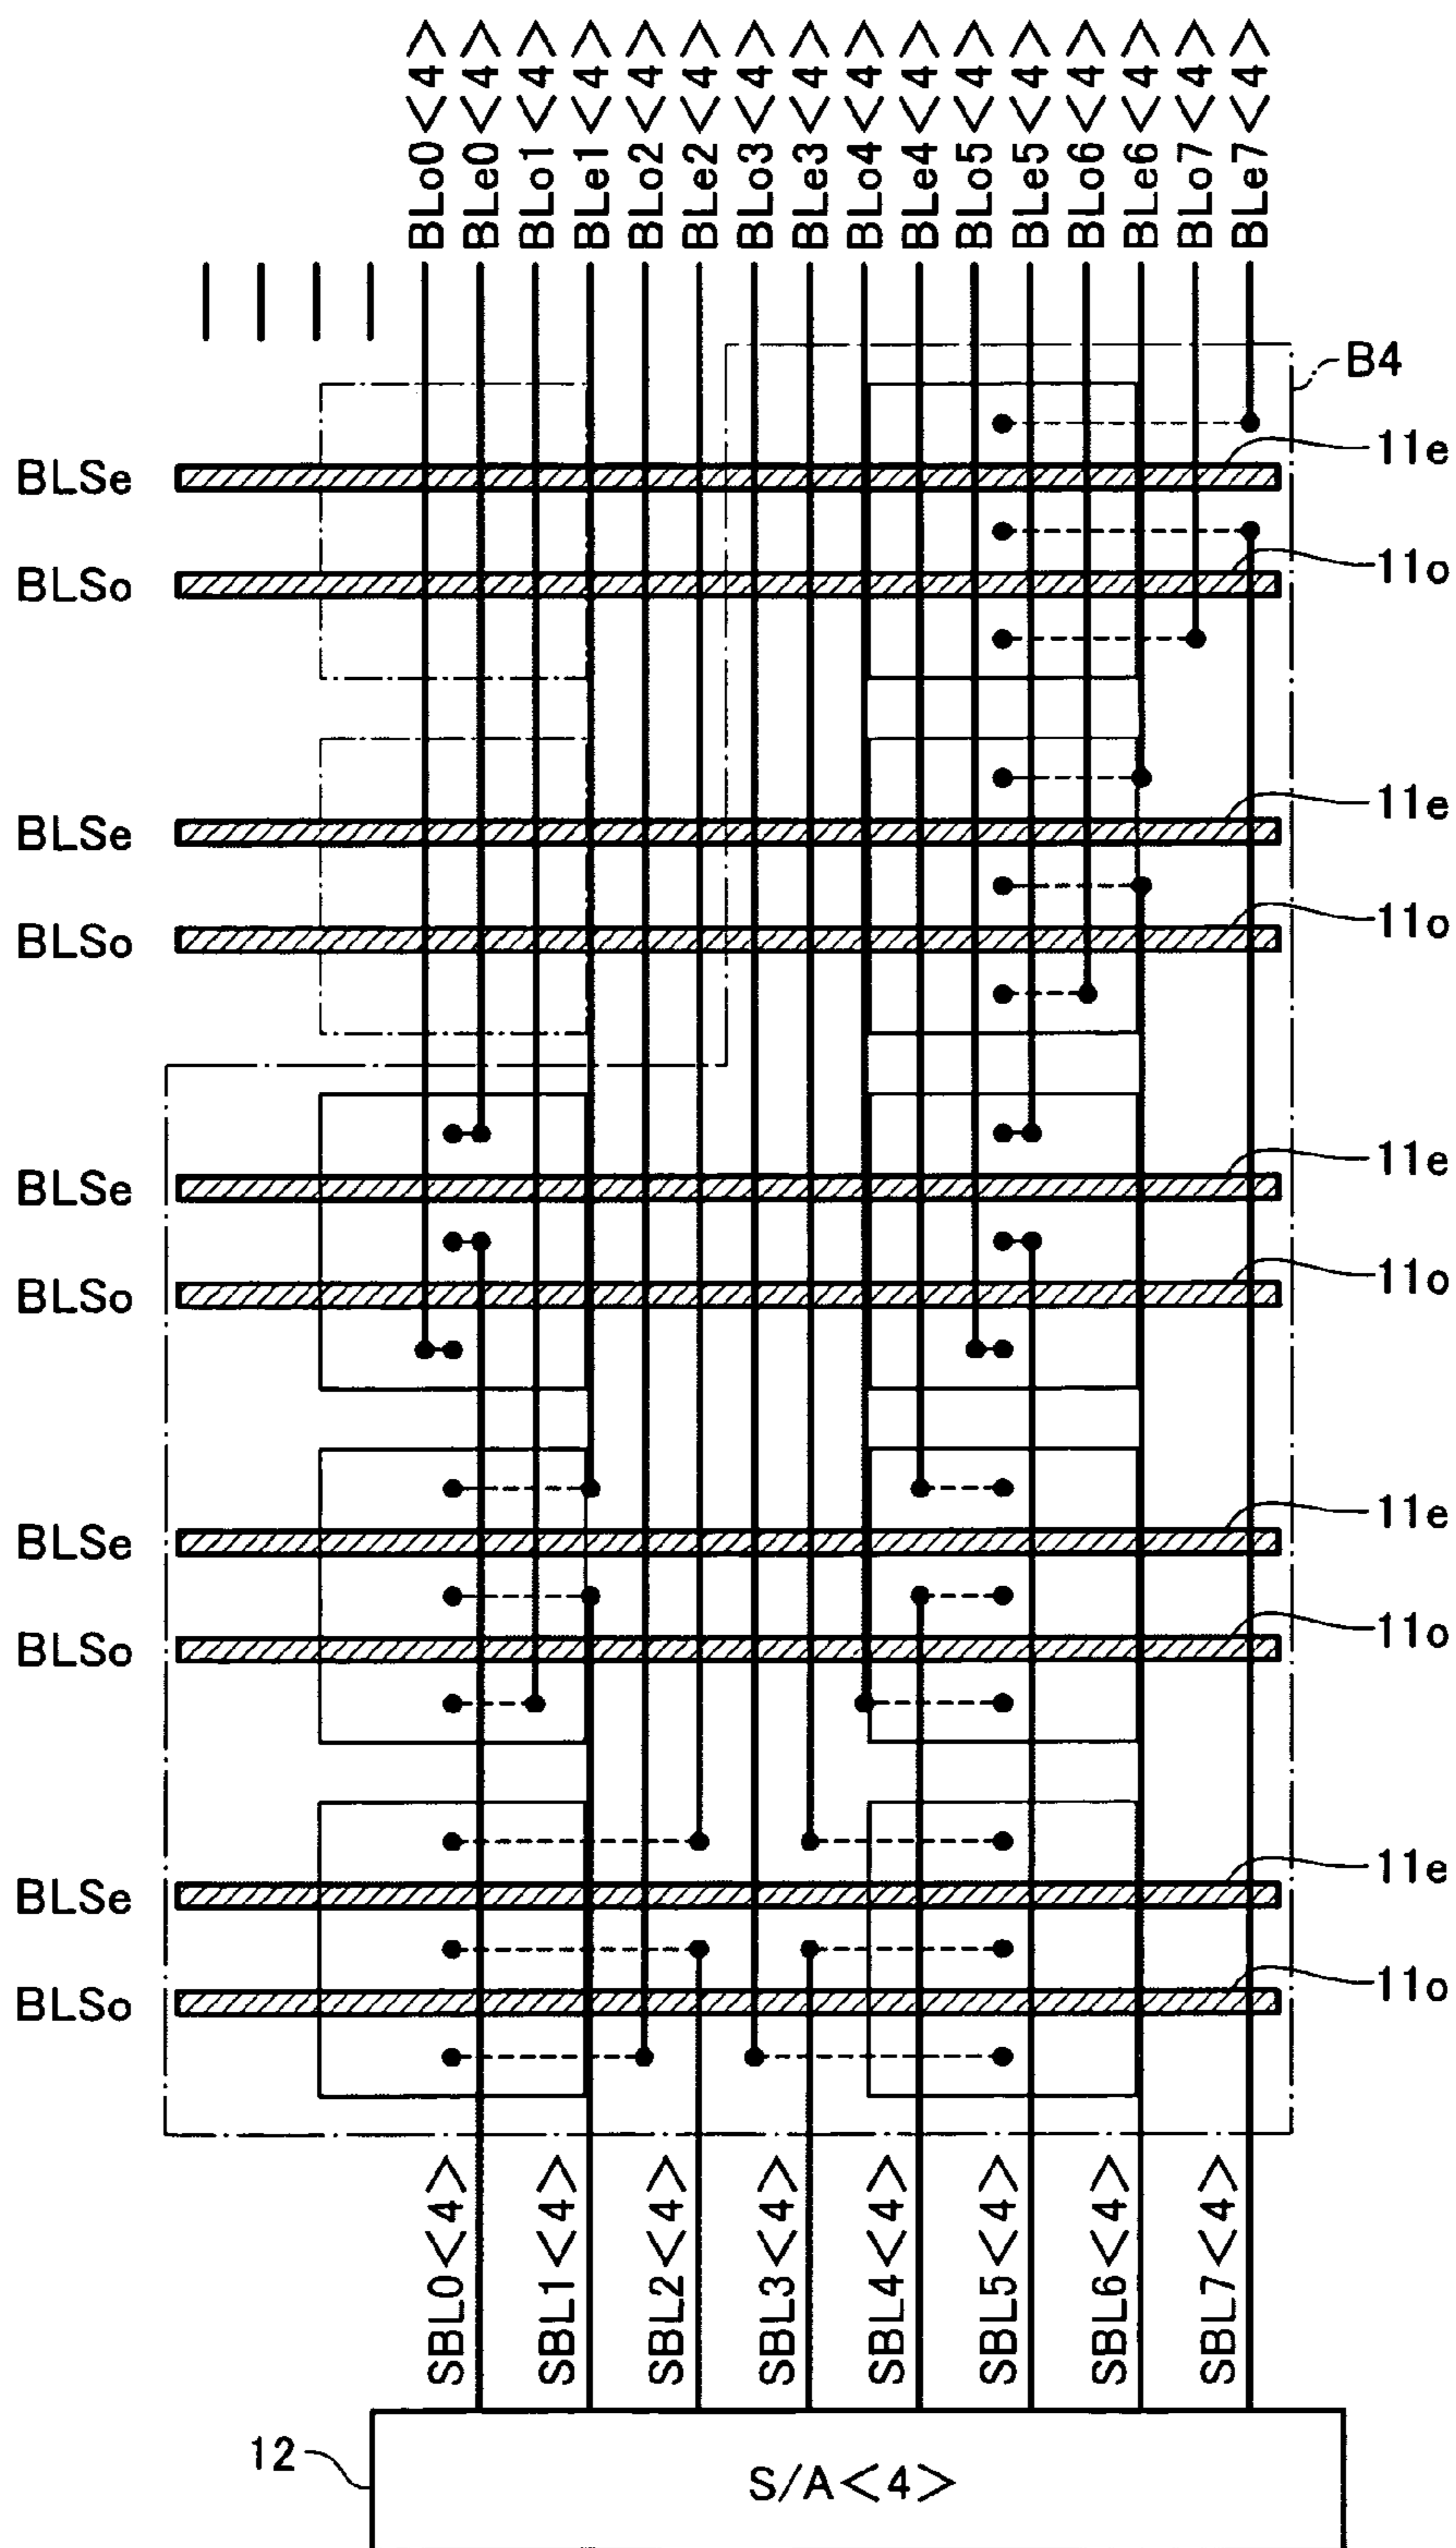 BLo0<4>
BLe0<4>
BLo1<4>
BLe1<4>
BLo2<4>
BLe2<4>
BLo3<4>
BLe3<4>
BLo4<4>
BLe4<4>
BLo5<4>
BLe5<4>
BLo6<4>
BLe6<4>
BLo7<4>
BLe7<4>
B4
BLSe 11e
BLSo 11o
BLSe 11e
BLSo 11o
BLSe 11e
BLSo 11o
BLSe 11e
BLSo 11o
BLSe 11e
BLSo 11o
SBL0<4>
SBL1<4>
SBL2<4>
SBL3<4>
SBL4<4>
SBL5<4>
SBL6<4>
SBL7<4>
12
S/A<4>